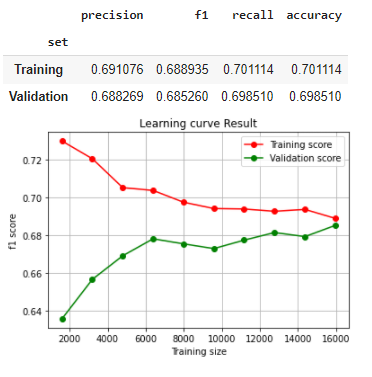 precision f1 recall accuracy
set
Training 0.691076 0.688935 0.701114 0.701114
Validation 0.688269 0.685260 0.698510 0.698510
Learning curve Result
Training score
Validation score
0.72
0.70
0.68
0.66
0.64
f1 score
2000 4000 6000 8000 10000 12000 14000 16000
Training size